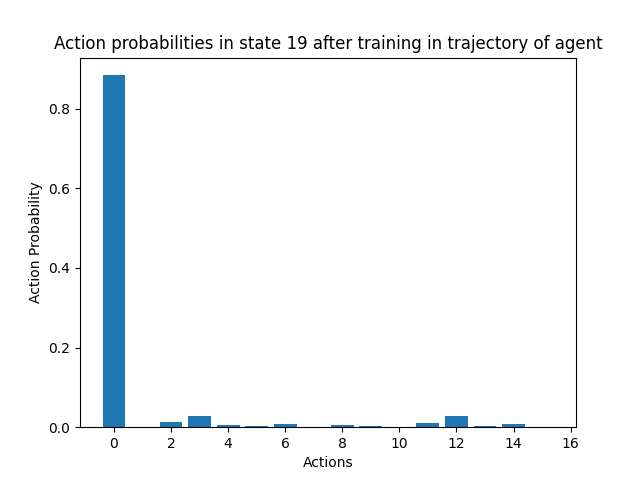 Action probabilities in state 19 after training in trajectory of agent
Action Probability
0.8
0.6
0.4
0.2
0.0
0 2 4 6 8 10 12 14 16
Actions